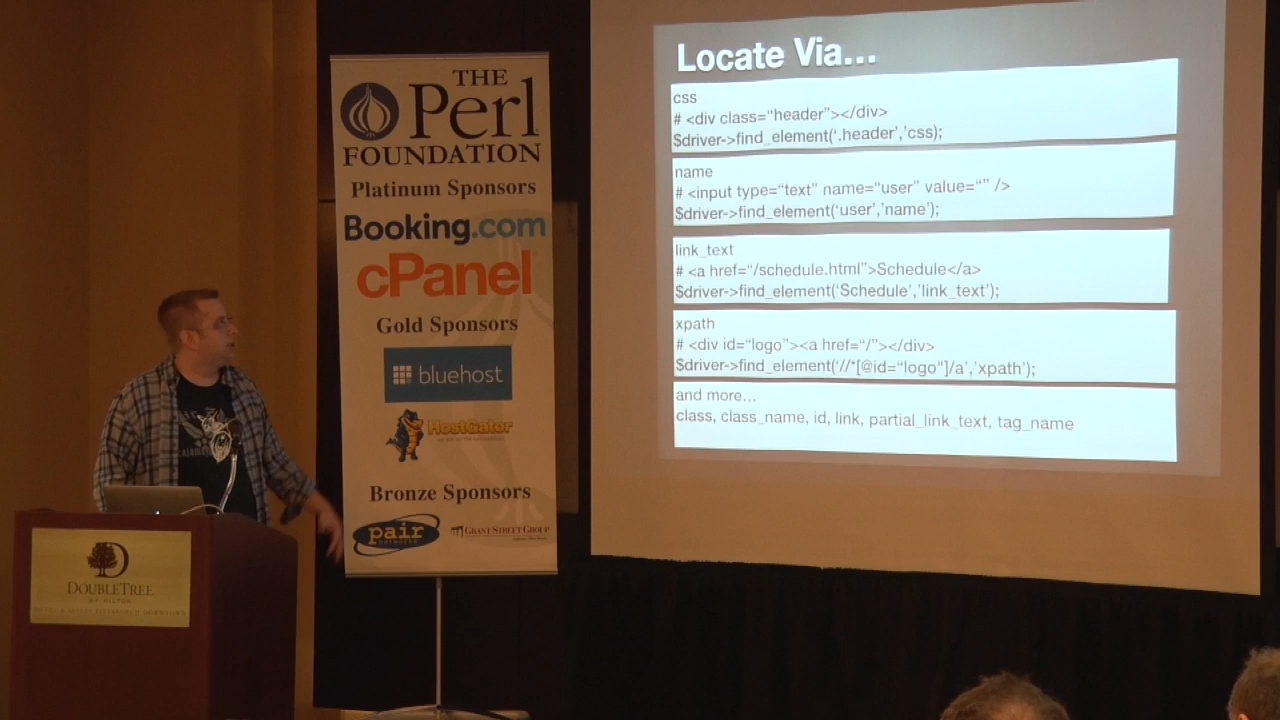 THE
Perl
FOUNDATION
Platinum Sponsors
Booking.com
cPanel
Gold Sponsors
bluehost
HostGator
Bronze Sponsors
pair
networks
GRANT STREET GROUP
DOUBLETREE
BY HILTON
Locate Via...
css
# <div class=“header”></div>
$driver->find_element(‘.header’,’css);
name
# <input type=“text” name=“user” value=“” />
$driver->find_element(‘user’,’name’);
link_text
# <a href=“/schedule.html”>Schedule</a>
$driver->find_element(‘Schedule’,’link_text’);
xpath
# <div id=“logo”><a href=“/”></div>
$driver->find_element(‘//*[@id=“logo”]/a’,’xpath’);
and more...
class, class_name, id, link, partial_link_text, tag_name